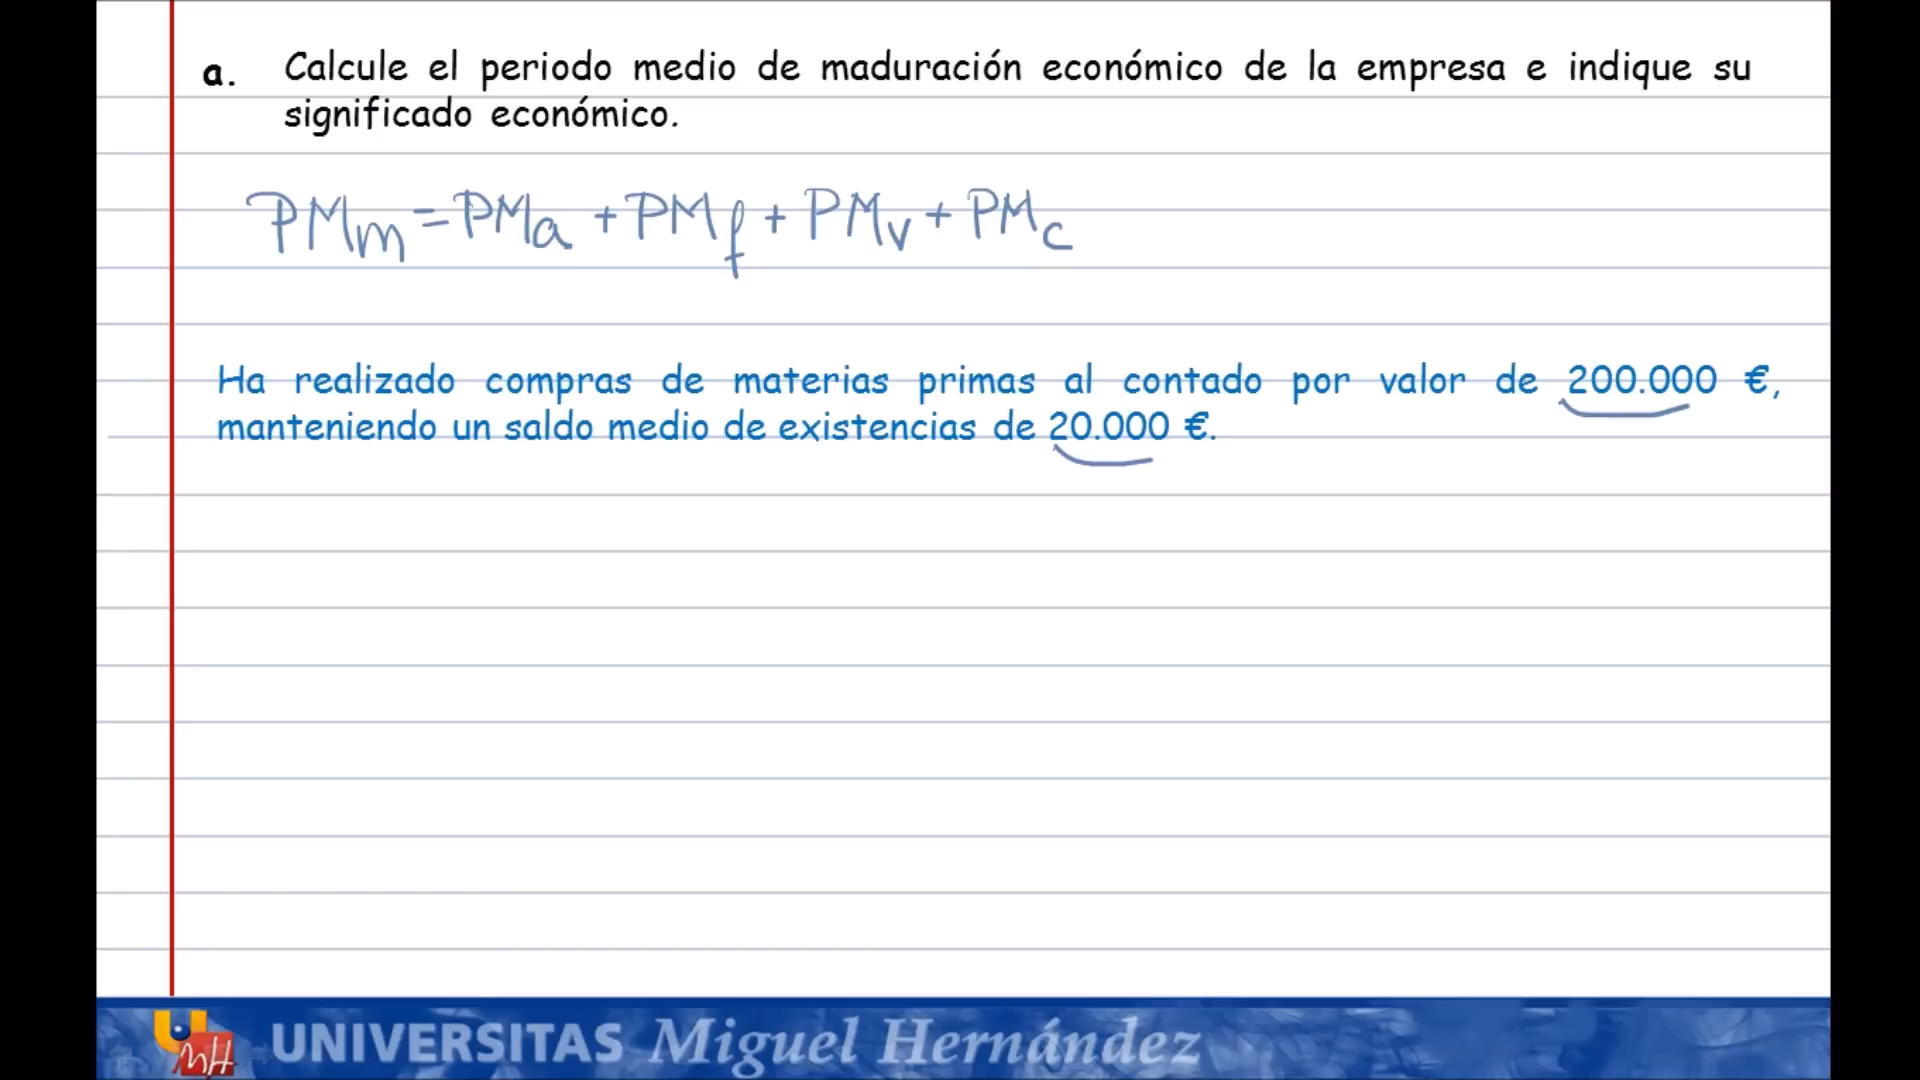 a. Calcule el periodo medio de maduración económico de la empresa e indique su
significado económico.
PMm = PMa + PMf + PMv + PMc
Ha realizado compras de materias primas al contado por valor de 200.000 €,
manteniendo un saldo medio de existencias de 20.000 €.
UMH UNIVERSITAS Miguel Hernández